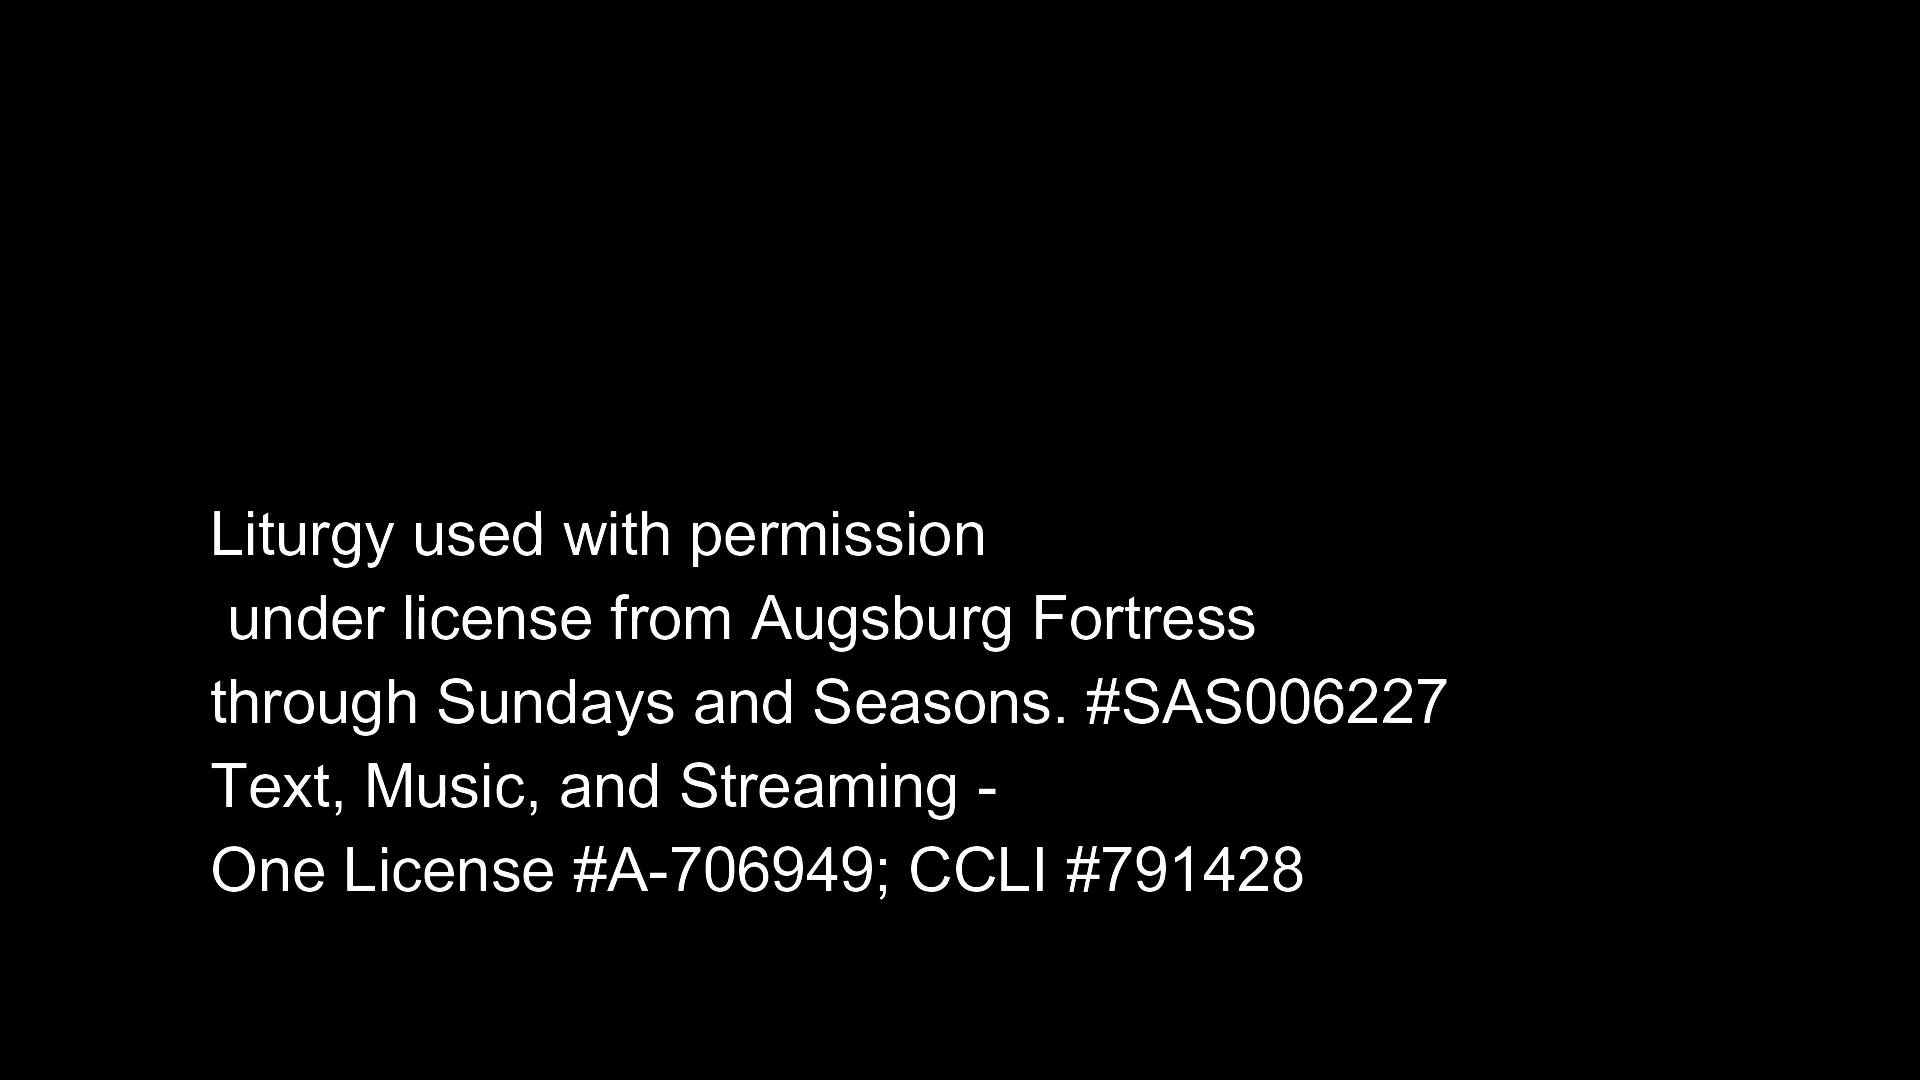 Liturgy used with permission
under license from Augsburg Fortress
through Sundays and Seasons. #SAS006227
Text, Music, and Streaming -
One License #A-706949; CCLI #791428